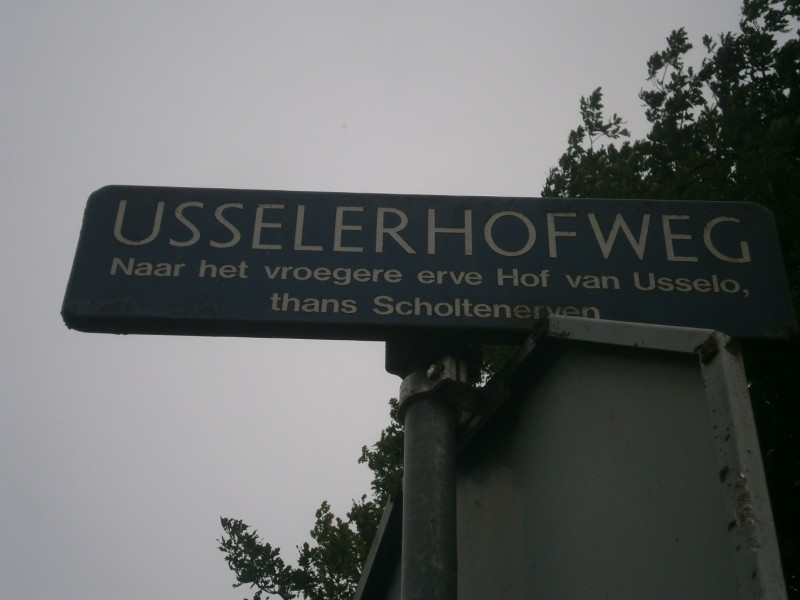 USSELERHOFWEG
Naar het vroegere erve Hof van Usselo,
thans Scholtenerven